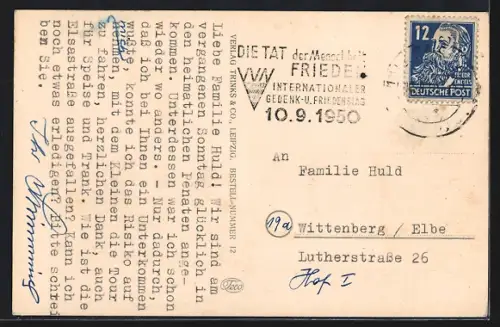 Liebe Familie Huld! Wir sind am
vergangenen Sonntag glücklich in
den heimatlichen Penaten ange-
kommen. Unterdessen war ich schon
wieder wo anders. - Nur dadurch,
daß ich bei Ihnen ein Unterkommen
wußte, konnte ich das Risiko auf
nehmen mit dem Kleinen die Tour
zu fahren, herzlichen Dank, auch
für Speise und Trank. Wie ist die
Elsastraße ausgefallen? Kann ich
noch etwas erledigen? Bitte schrei
ben Sie.
Ihr
VERLAG TRINKS & CO., LEIPZIG. BESTELL-NUMMER 12
DIE TAT der Menschheit
FRIEDEN
INTERNATIONALER
GEDENK-U. FRIEDENSTAG
10.9.1950
12
DEUTSCHE POST
An
Familie Huld
19a
Wittenberg / Elbe
Lutherstraße 26
Hof I